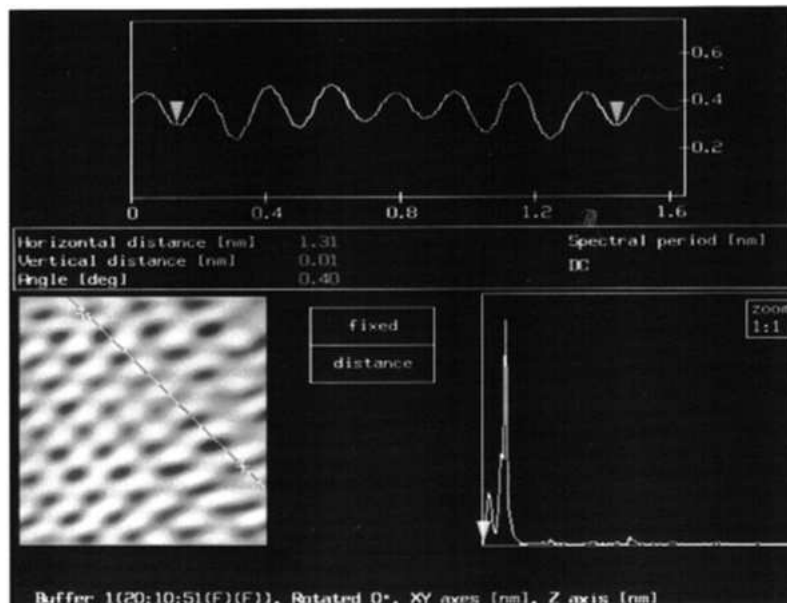 0.6
0.4
0.2
0 0.4 0.8 1.2 1.6
Horizontal distance [nm] 1.31 Spectral period [nm]
Vertical distance [nm] 0.01 DC
Angle [deg] 0.40
fixed
distance
zoom
1:1
Buffer 1(20:10:51(F)(F)), Rotated 0°, XY axes [nm], Z axis [nm]